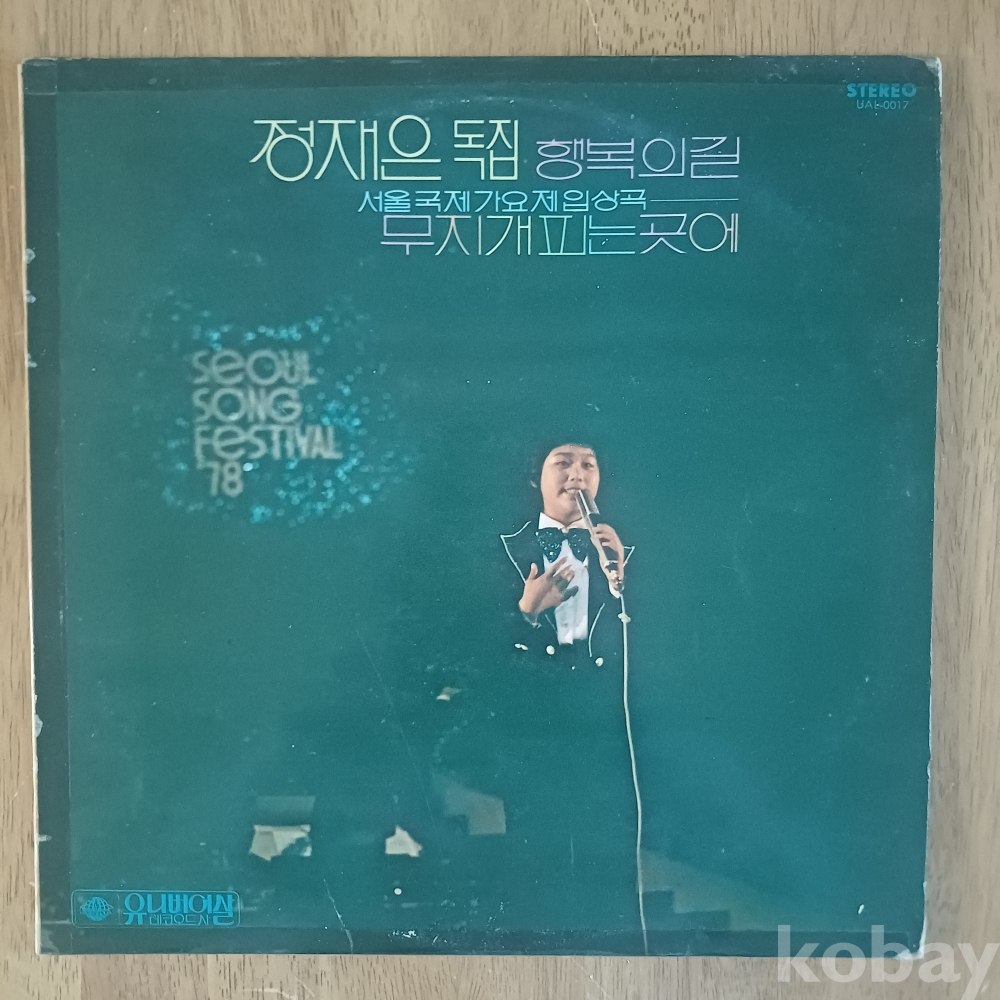 STEREO
UAL-0017
정재은 독집 행복의길
서울국제가요제입상곡
무지개피는곳에
SEOUL
SONG
FESTIVAL
'78
유니버어살
레코오드사
kobay